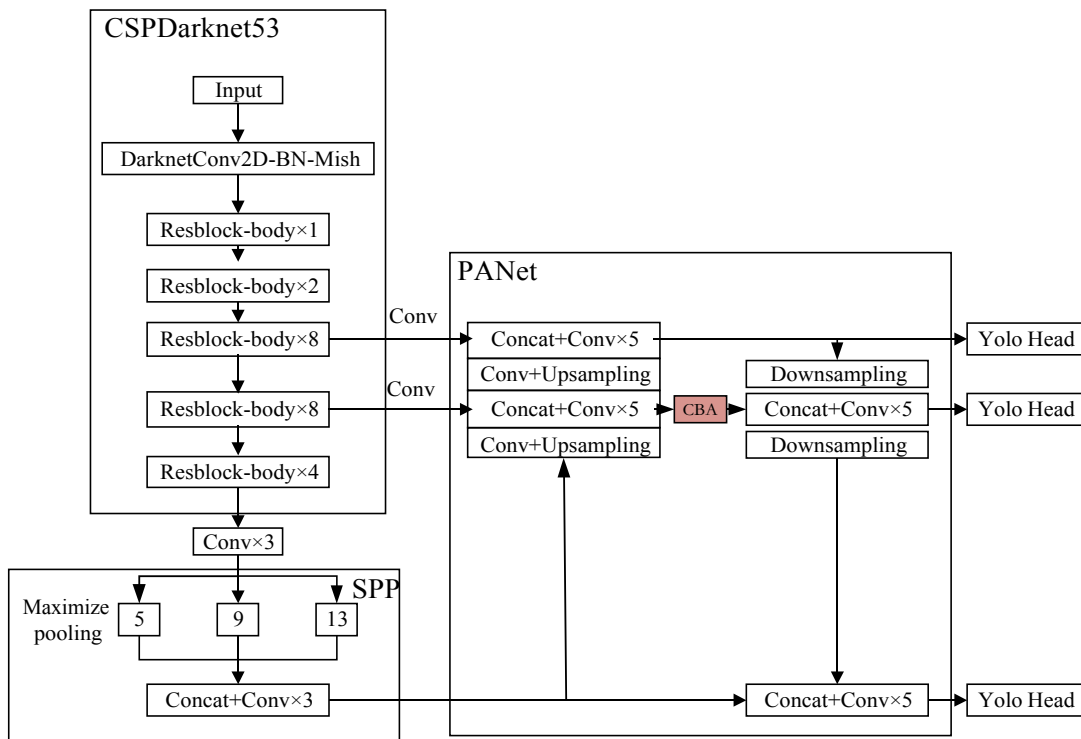 CSPDarknet53
Input
DarknetConv2D-BN-Mish
Resblock-body×1
Resblock-body×2
Resblock-body×8
Resblock-body×8
Resblock-body×4
Conv×3
SPP
Maximize
pooling
5
9
13
Concat+Conv×3
Conv
Conv
PANet
Concat+Conv×5
Conv+Upsampling
Concat+Conv×5
Conv+Upsampling
CBA
Downsampling
Concat+Conv×5
Downsampling
Concat+Conv×5
Yolo Head
Yolo Head
Yolo Head